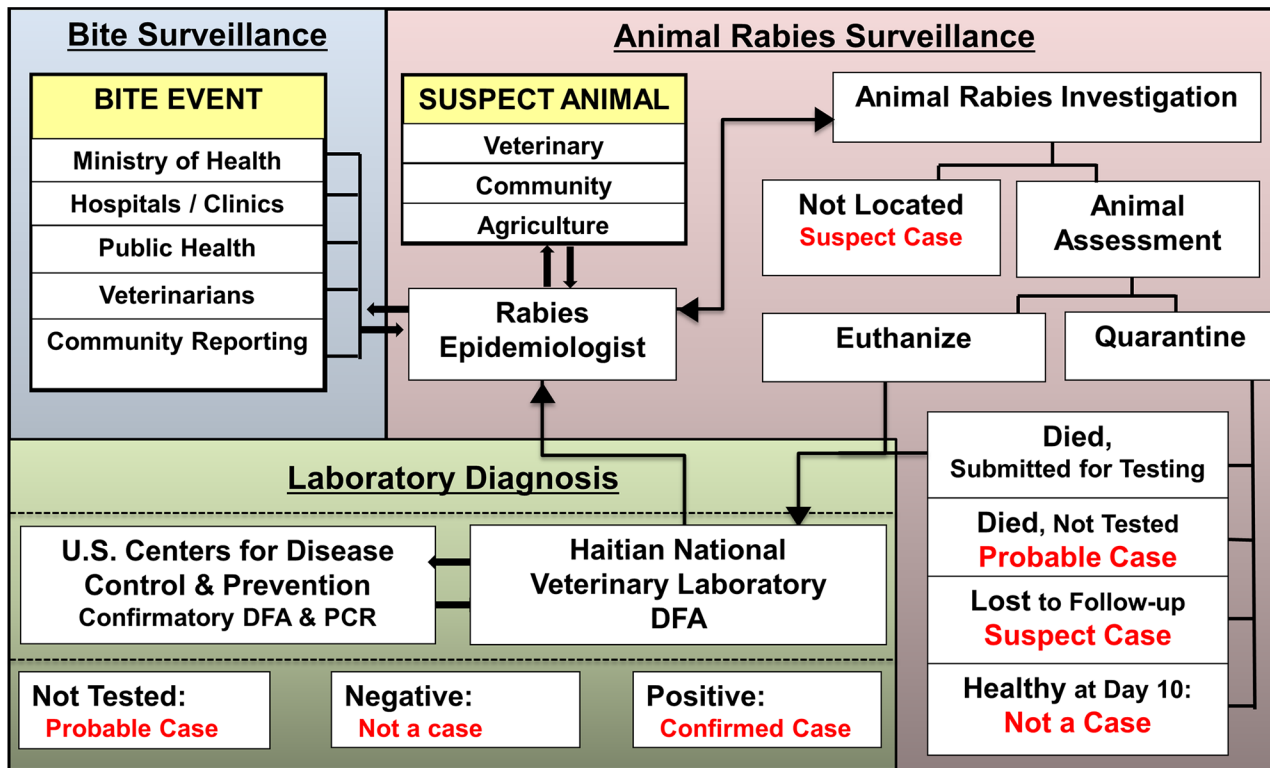 Bite Surveillance
BITE EVENT
Ministry of Health
Hospitals / Clinics
Public Health
Veterinarians
Community Reporting
Animal Rabies Surveillance
SUSPECT ANIMAL
Veterinary
Community
Agriculture
Rabies
Epidemiologist
Animal Rabies Investigation
Not Located
Suspect Case
Animal
Assessment
Euthanize
Quarantine
Died,
Submitted for Testing
Died, Not Tested
Probable Case
Lost to Follow-up
Suspect Case
Healthy at Day 10:
Not a Case
Laboratory Diagnosis
U.S. Centers for Disease
Control & Prevention
Confirmatory DFA & PCR
Haitian National
Veterinary Laboratory
DFA
Not Tested:
Probable Case
Negative:
Not a case
Positive:
Confirmed Case